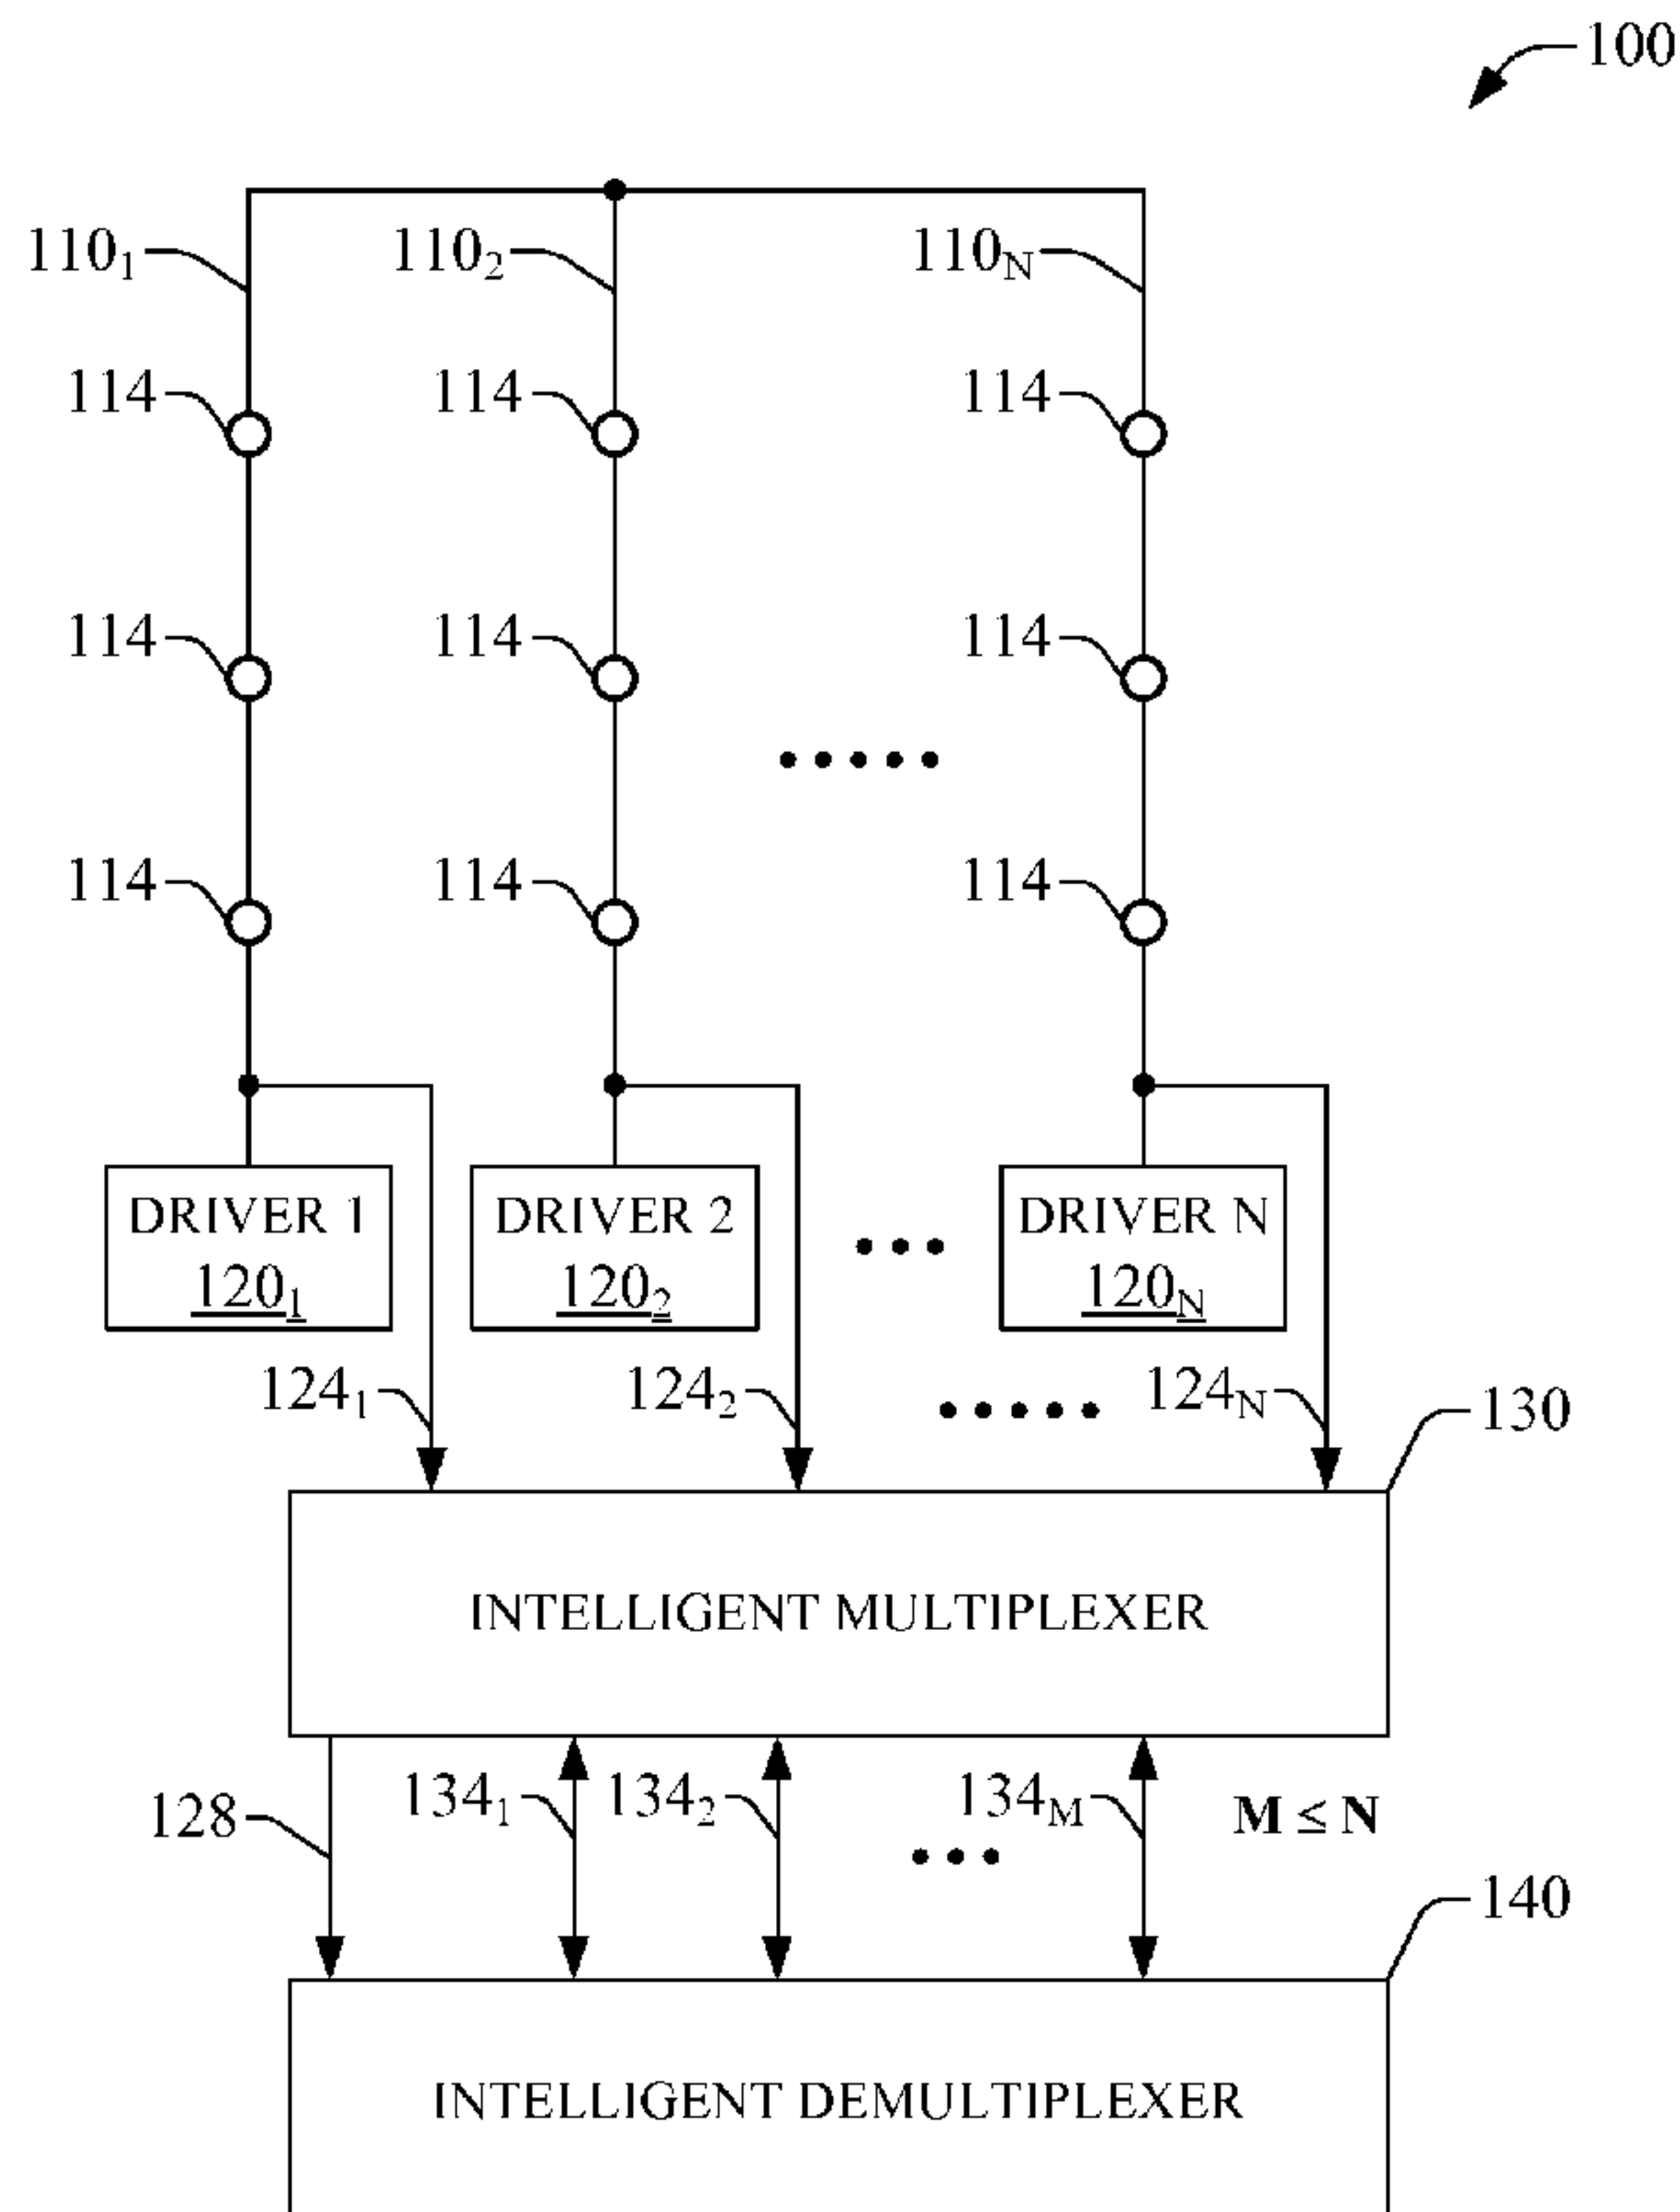 100
110₁ 110₂ 110N
114 114 114
114 114 114
114 114 114
DRIVER 1 DRIVER 2 DRIVER N
120₁ 120₂ 120N
124₁ 124₂ 124N
130
INTELLIGENT MULTIPLEXER
128 134₁ 134₂ 134M M ≤ N
140
INTELLIGENT DEMULTIPLEXER